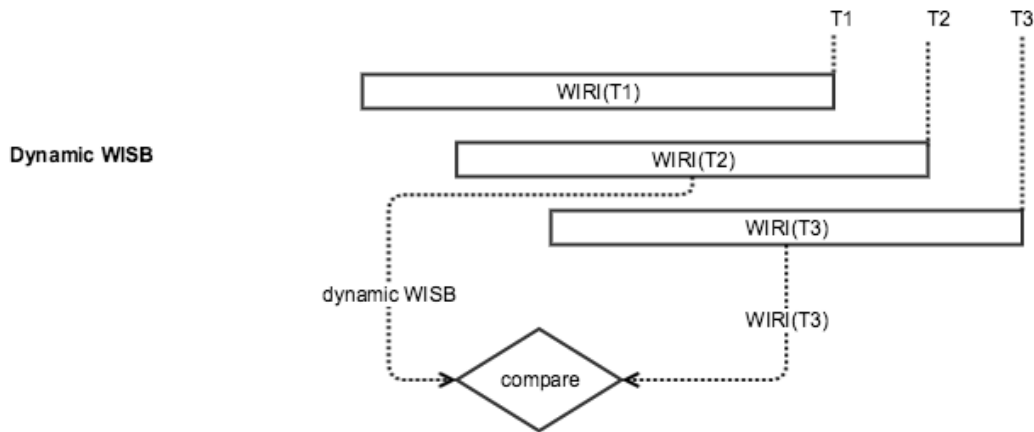 T1 T2 T3
WIRI(T1)
Dynamic WISB
WIRI(T2)
WIRI(T3)
dynamic WISB
WIRI(T3)
compare